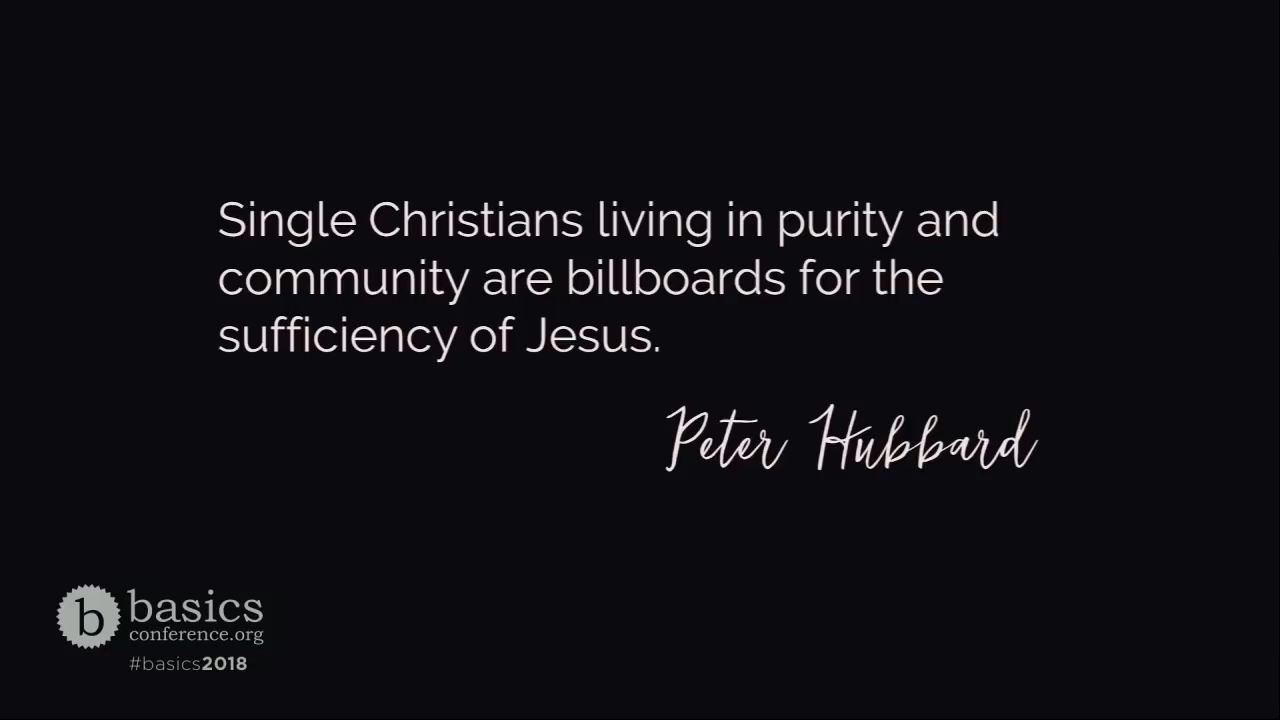 Single Christians living in purity and
community are billboards for the
sufficiency of Jesus.
Peter Hubbard
b basics
conference.org
#basics2018